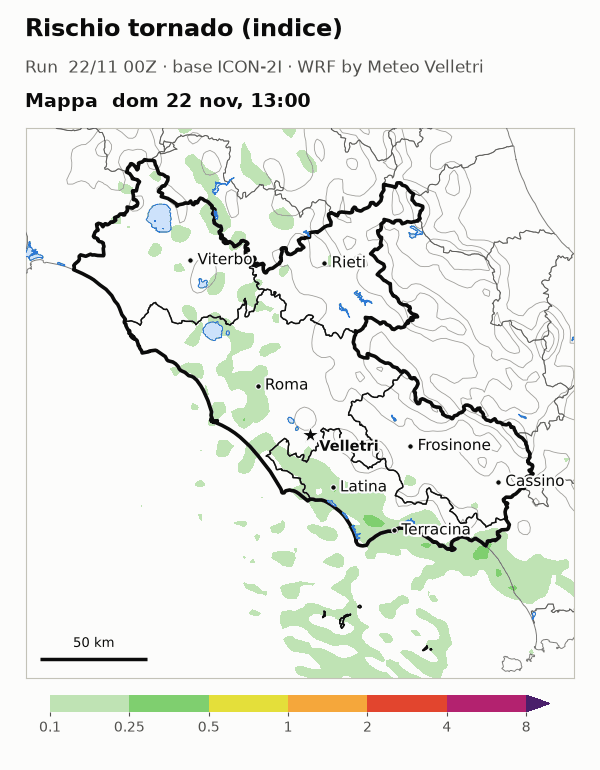 Rischio tornado (indice)
Run  22/11 00Z · base ICON-2I · WRF by Meteo Velletri
Mappa  dom 22 nov, 13:00
Viterbo
Rieti
Roma
Velletri
Frosinone
Cassino
Latina
Terracina
50 km
0.1 0.25 0.5 1 2 4 8